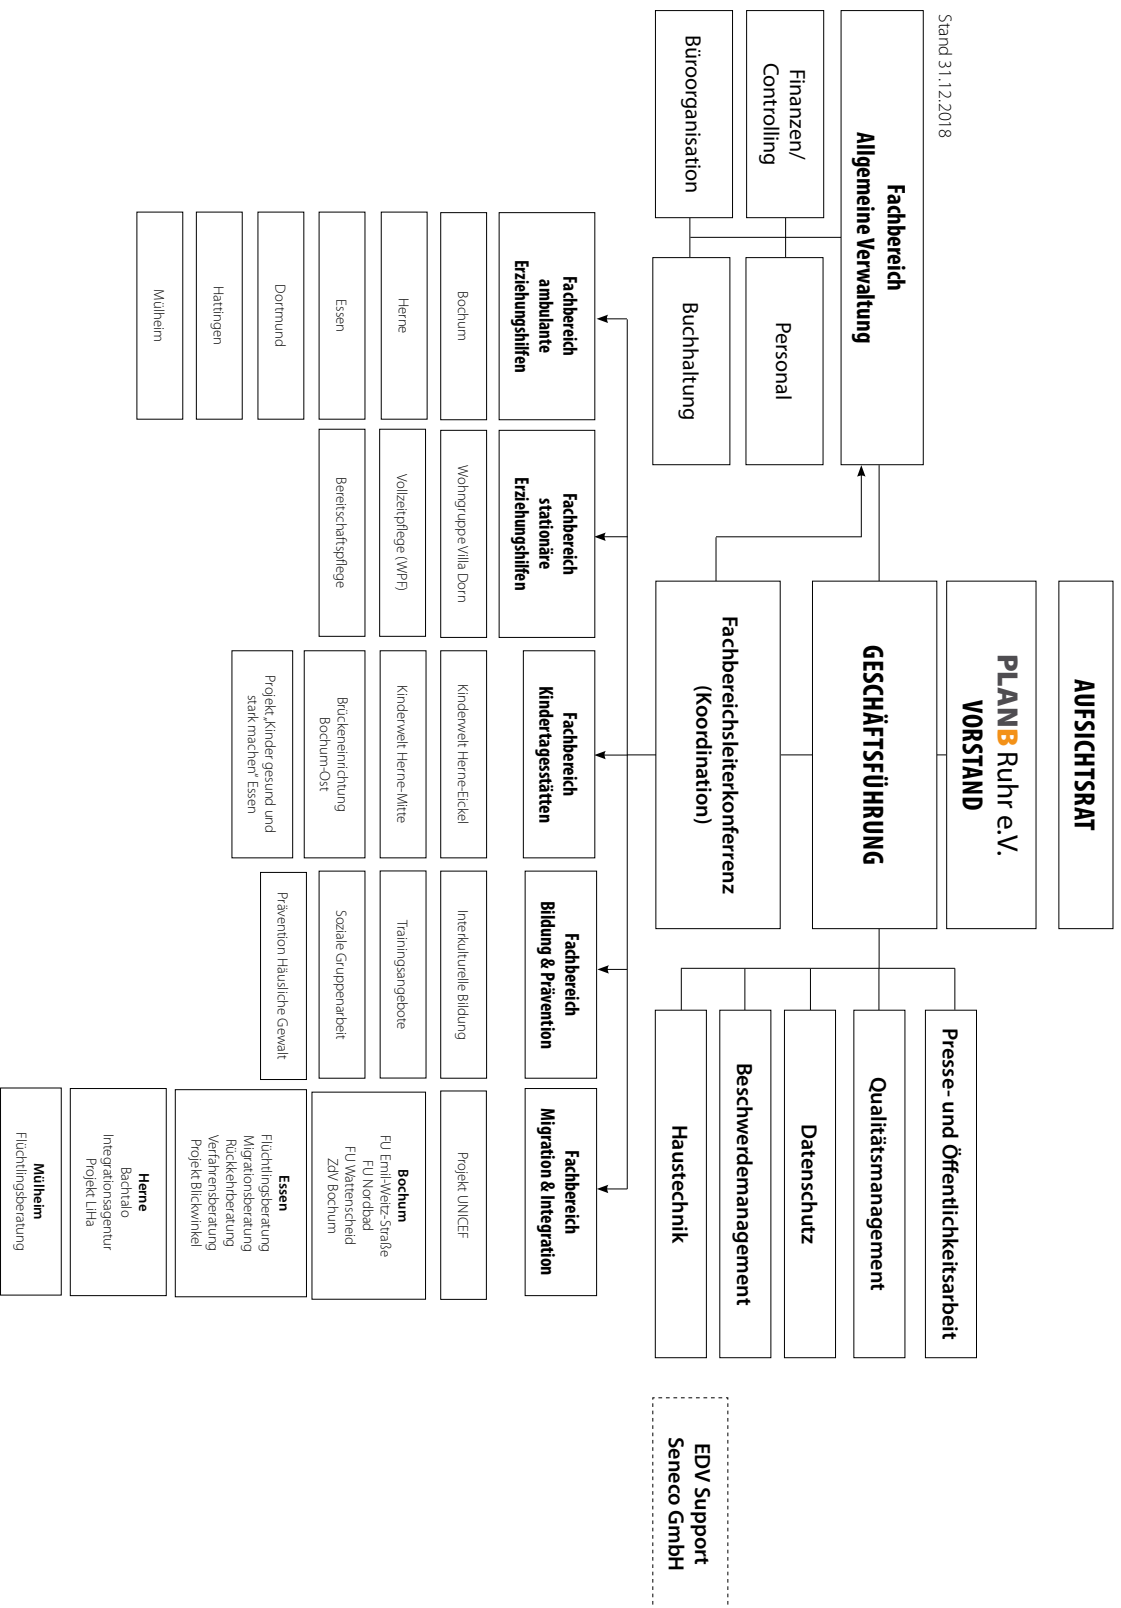 Stand 31.12.2018
AUFSICHTSRAT
PLANB Ruhr e.V.
VORSTAND
GESCHÄFTSFÜHRUNG
Fachbereichsleiterkonferrenz
(Koordination)
Fachbereich
Allgemeine Verwaltung
Finanzen/
Controlling
Personal
Büroorganisation
Buchhaltung
Presse- und Öffentlichkeitsarbeit
Qualitätsmanagement
Datenschutz
Beschwerdemanagement
Haustechnik
EDV Support
Seneco GmbH
Fachbereich
ambulante
Erziehungshilfen
Bochum
Herne
Essen
Dortmund
Hattingen
Mülheim
Fachbereich
stationäre
Erziehungshilfen
Wohngruppe Villa Dorn
Vollzeitpflege (WPF)
Bereitschaftspflege
Fachbereich
Kindertagesstätten
Kinderwelt Herne-Eickel
Kinderwelt Herne-Mitte
Brückeneinrichtung
Bochum-Ost
Projekt „Kinder gesund und
stark machen“ Essen
Fachbereich
Bildung & Prävention
Interkulturelle Bildung
Trainingsangebote
Soziale Gruppenarbeit
Prävention Häusliche Gewalt
Fachbereich
Migration & Integration
Projekt UNICEF
Bochum
FU Emil-Weitz-Straße
FU Nordbad
FU Wattenscheid
ZdV Bochum
Essen
Flüchtlingsberatung
Migrationsberatung
Rückkehrberatung
Verfahrensberatung
Projekt Blickwinkel
Herne
Bachtalo
Integrationsagentur
Projekt LiHa
Mülheim
Flüchtlingsberatung